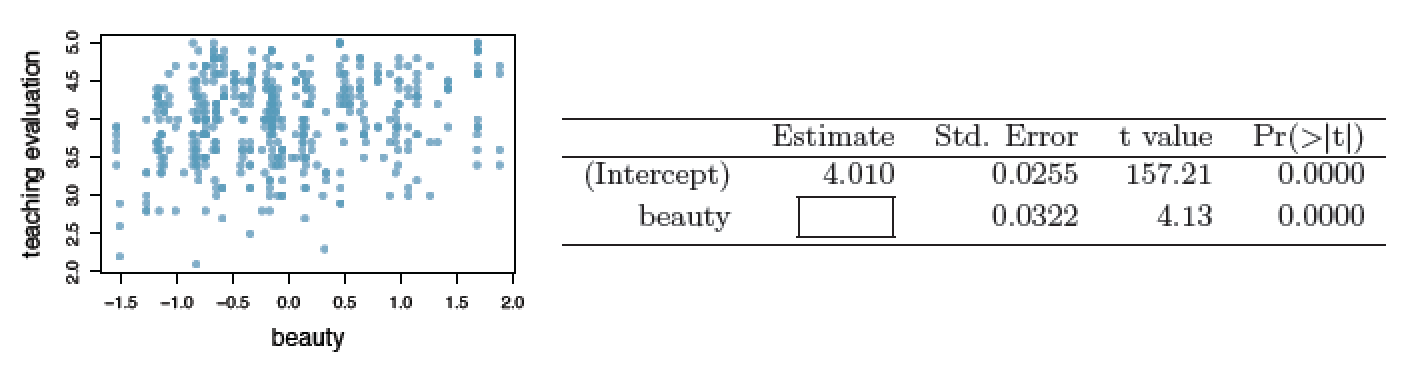 teaching evaluation
5.0
4.5
4.0
3.5
3.0
2.5
2.0
−1.5 −1.0 −0.5 0.0 0.5 1.0 1.5 2.0
beauty
Estimate Std. Error t value Pr(>|t|)
(Intercept) 4.010 0.0255 157.21 0.0000
beauty 0.0322 4.13 0.0000